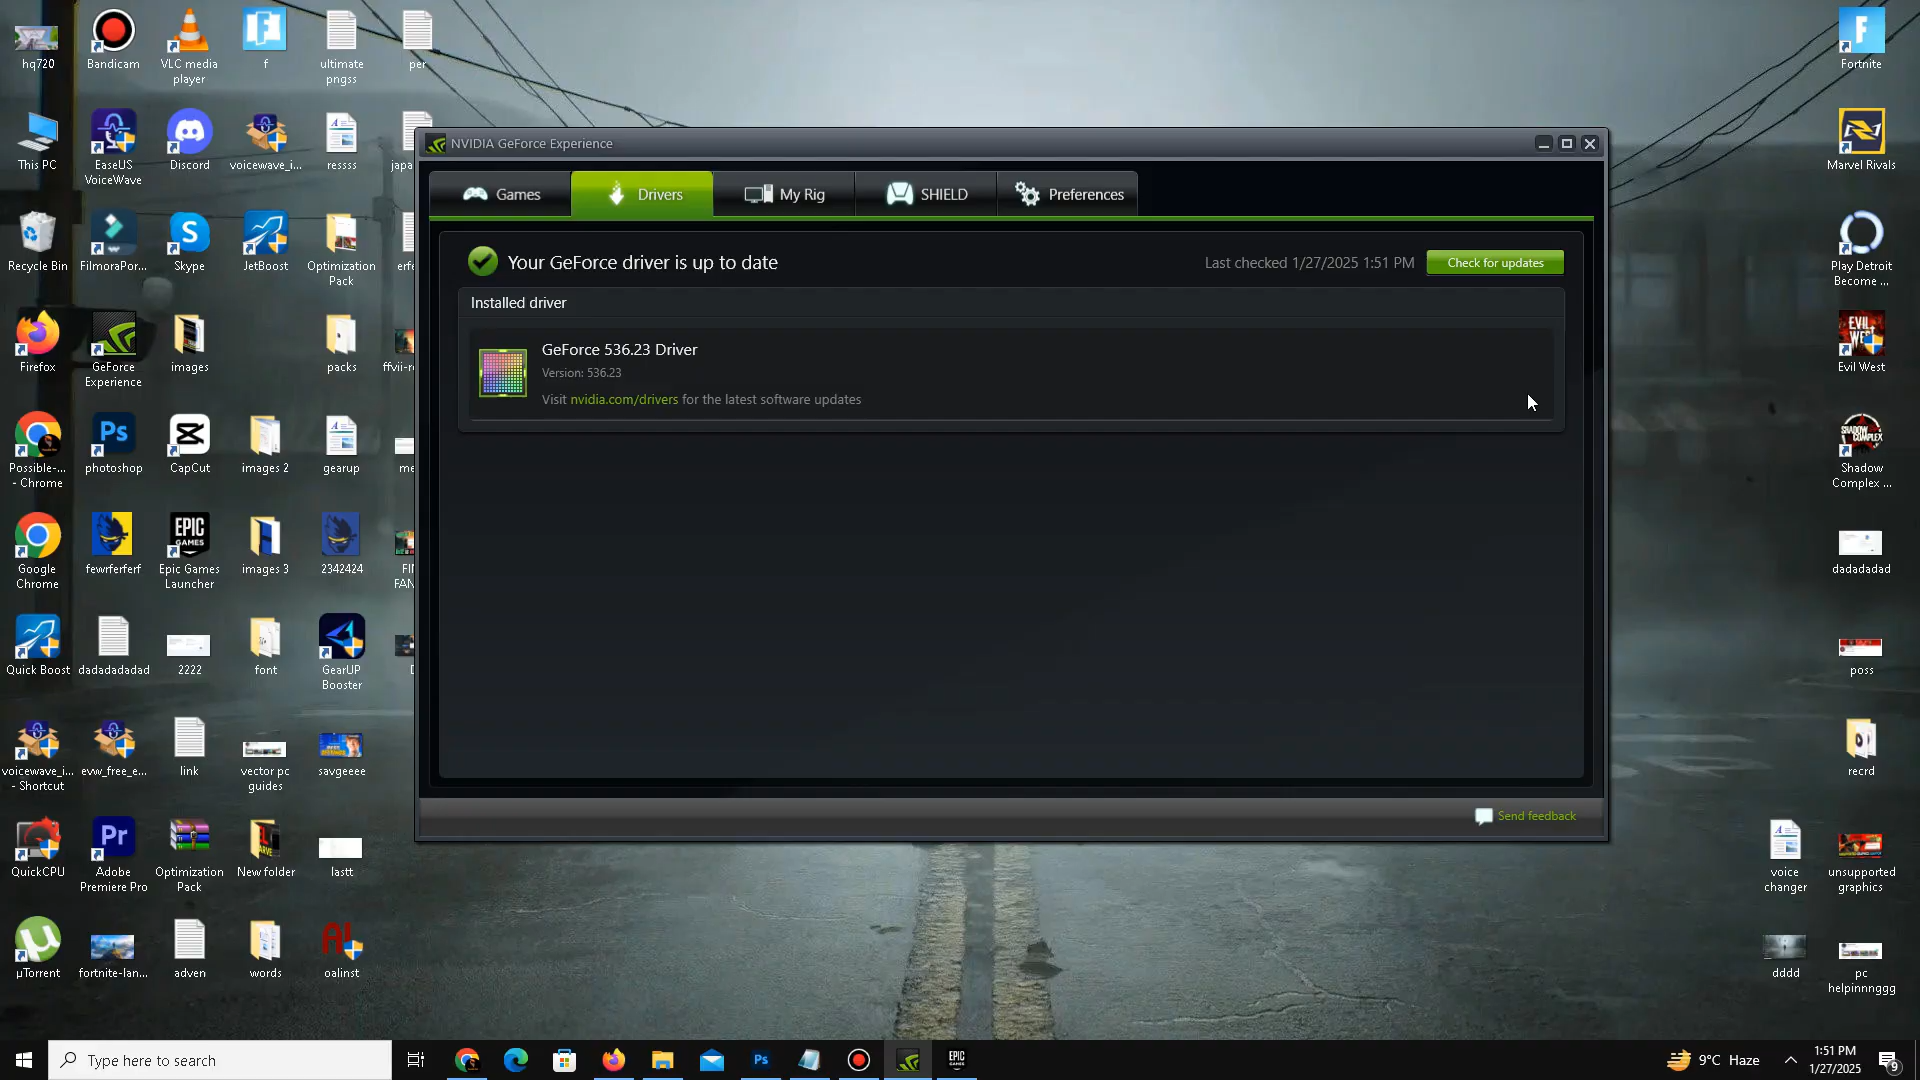 hq720
Bandicam
VLC media
player
f
ultimate
pngss
per
Fortnite
This PC
EaseUS
VoiceWave
Discord
voicewave_i...
ressss
japa
Marvel Rivals
Recycle Bin
FilmoraPor...
Skype
JetBoost
Optimization
Pack
erfe
Play Detroit
Become ...
Firefox
GeForce
Experience
images
packs
ffvii-re
Evil West
Possible-...
- Chrome
photoshop
CapCut
images 2
gearup
me
Shadow
Complex ...
Google
Chrome
fewrferferf
Epic Games
Launcher
images 3
2342424
FIN
FAN
dadadadad
Quick Boost
dadadadadad
2222
font
GearUP
Booster
poss
voicewave_i...
- Shortcut
evw_free_e...
link
vector pc
guides
savgeeee
recrd
QuickCPU
Adobe
Premiere Pro
Optimization
Pack
New folder
lastt
voice
changer
unsupported
graphics
µTorrent
fortnite-lan...
adven
words
oalinst
dddd
pc
helpinnnggg
NVIDIA GeForce Experience
Games
Drivers
My Rig
SHIELD
Preferences
Your GeForce driver is up to date
Last checked 1/27/2025 1:51 PM
Check for updates
Installed driver
GeForce 536.23 Driver
Version: 536.23
Visit nvidia.com/drivers for the latest software updates
Send feedback
Type here to search
9°C Haze
1:51 PM
1/27/2025
9